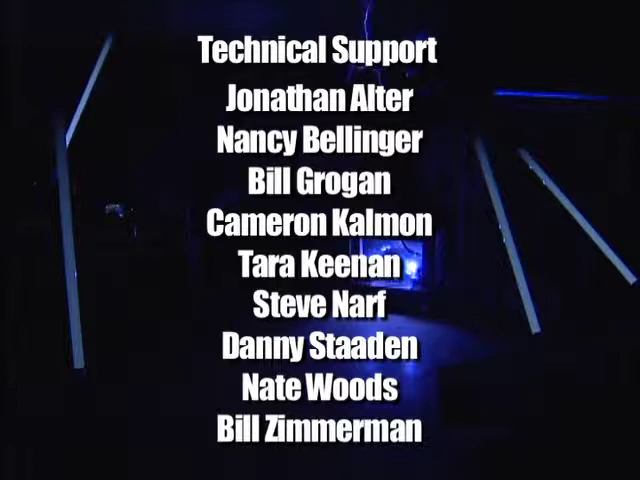 Technical Support
Jonathan Alter
Nancy Bellinger
Bill Grogan
Cameron Kalmon
Tara Keenan
Steve Narf
Danny Staaden
Nate Woods
Bill Zimmerman